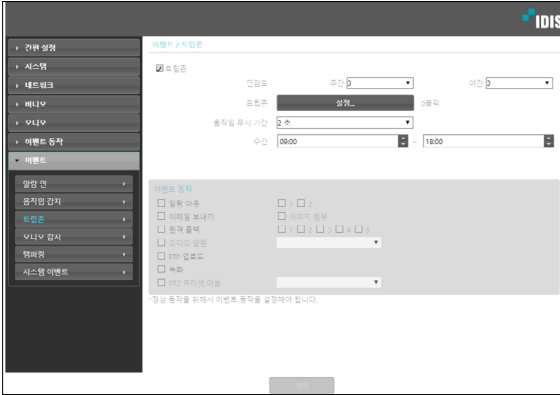 IDIS
간편 설정
시스템
네트워크
비디오
오디오
이벤트 동작
이벤트
알람 인
움직임 감지
트립존
오디오 감지
탬퍼링
시스템 이벤트
이벤트 / 트립존
트립존
민감도 주간 3 야간 3
트립존 설정... 0블럭
움직임 무시 기간 2 초
주간 09:00 ~ 18:00
이벤트 동작
알람 아웃 1 2
이메일 보내기 이미지 첨부
원격 콜백 1 2 3 4 5
오디오 알람
FTP 업로드
녹화
PTZ 프리셋 이동
*정상 동작을 위해서 이벤트 동작을 설정해야 합니다.
저장